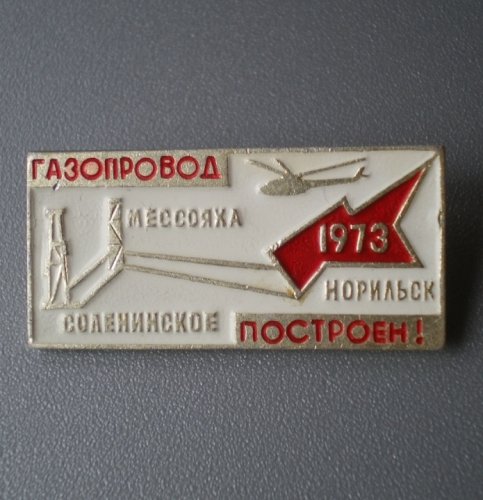 ГАЗОПРОВОД
МЕССОЯХА
1973
НОРИЛЬСК
СОЛЕНИНСКОЕ
ПОСТРОЕН!